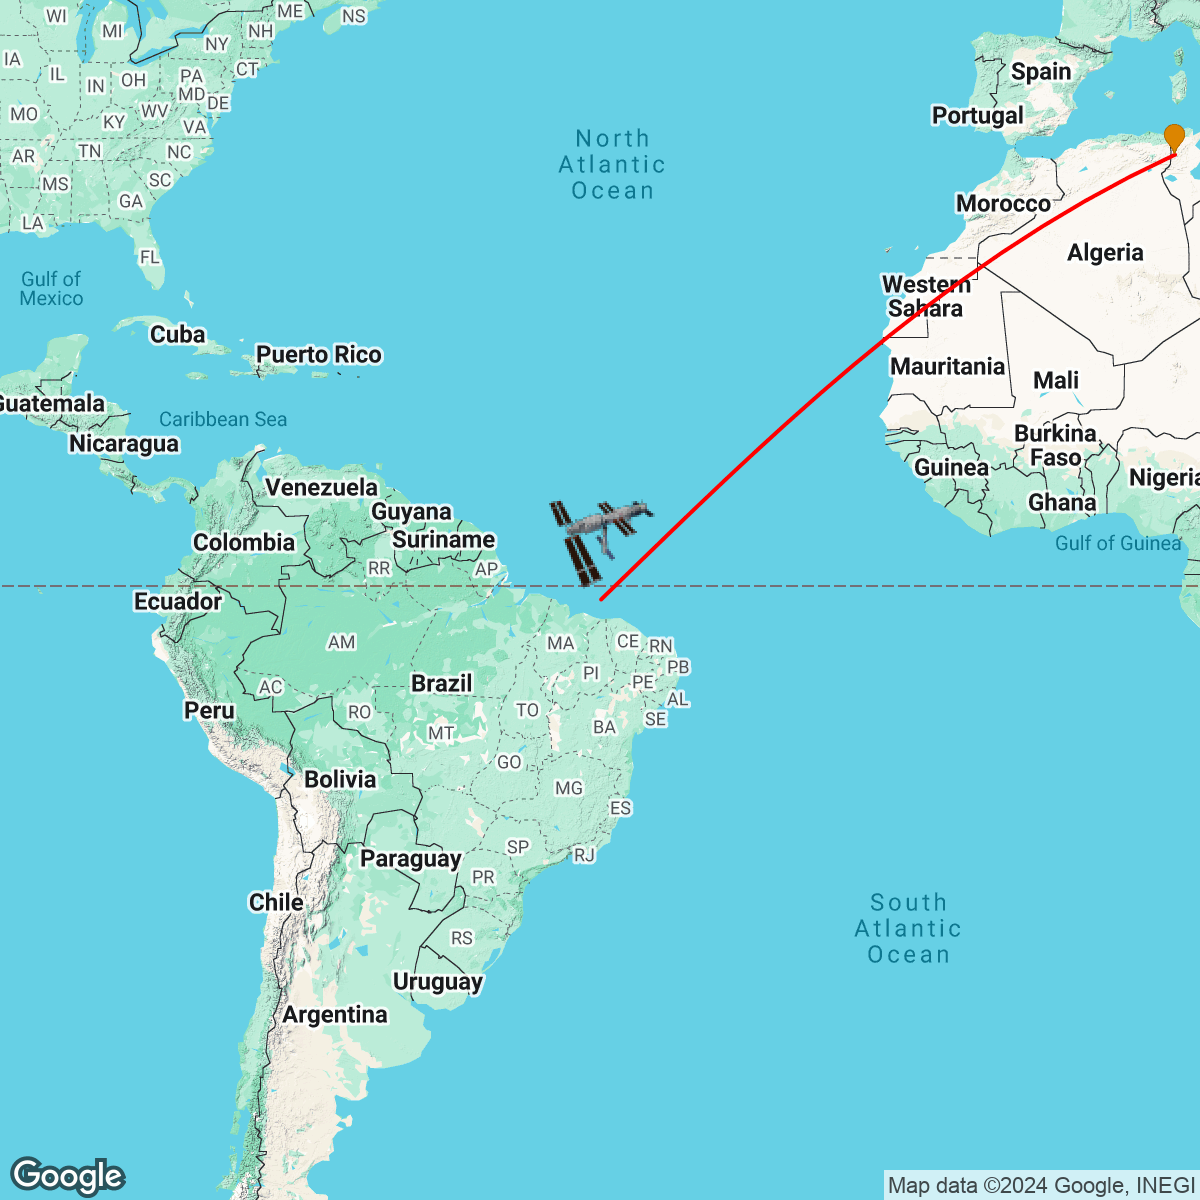 WI
MI
ME
NS
NH
NY
IA
IL
IN
OH
PA
CT
MD
DE
MO
KY
WV
VA
AR
TN
NC
MS
SC
GA
LA
FL
North
Atlantic
Ocean
Spain
Portugal
Morocco
Algeria
Western
Sahara
Mauritania
Mali
Burkina
Faso
Guinea
Ghana
Nigeria
Gulf of Guinea
Gulf of
Mexico
Cuba
Puerto Rico
Guatemala
Caribbean Sea
Nicaragua
Venezuela
Guyana
Suriname
Colombia
RR
AP
Ecuador
AM
MA
CE
RN
PI
PB
PE
AC
Brazil
AL
TO
SE
BA
Peru
RO
MT
GO
Bolivia
MG
ES
SP
RJ
Paraguay
PR
Chile
RS
South
Atlantic
Ocean
Uruguay
Argentina
Google
Map data ©2024 Google, INEGI